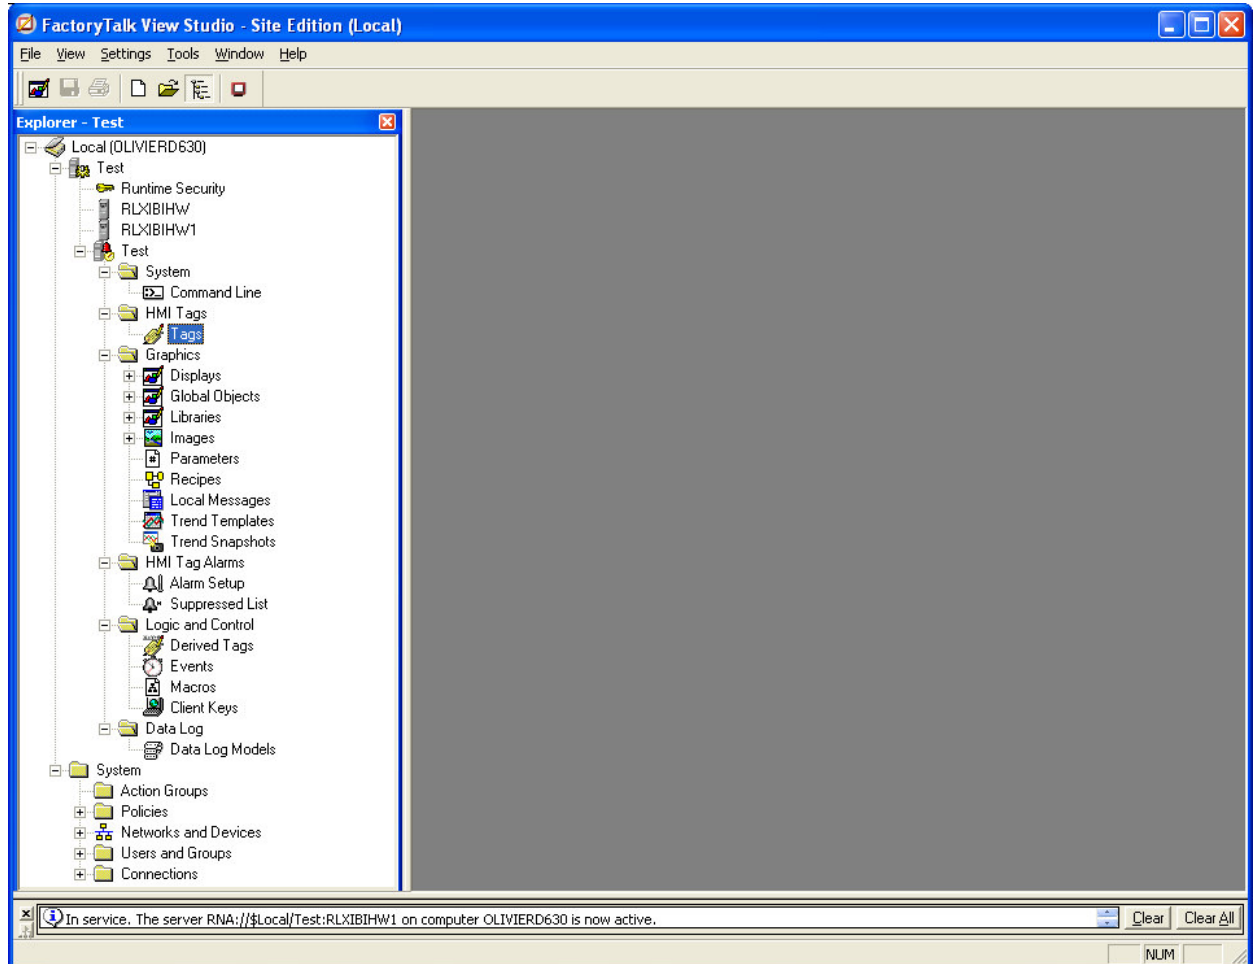 FactoryTalk View Studio - Site Edition (Local)
File View Settings Tools Window Help
Explorer - Test
Local (OLIVIERD630)
Test
Runtime Security
RLXIBIHW
RLXIBIHW1
Test
System
Command Line
HMI Tags
Tags
Graphics
Displays
Global Objects
Libraries
Images
Parameters
Recipes
Local Messages
Trend Templates
Trend Snapshots
HMI Tag Alarms
Alarm Setup
Suppressed List
Logic and Control
Derived Tags
Events
Macros
Client Keys
Data Log
Data Log Models
System
Action Groups
Policies
Networks and Devices
Users and Groups
Connections
In service. The server RNA://$Local/Test:RLXIBIHW1 on computer OLIVIERD630 is now active. Clear Clear All
NUM